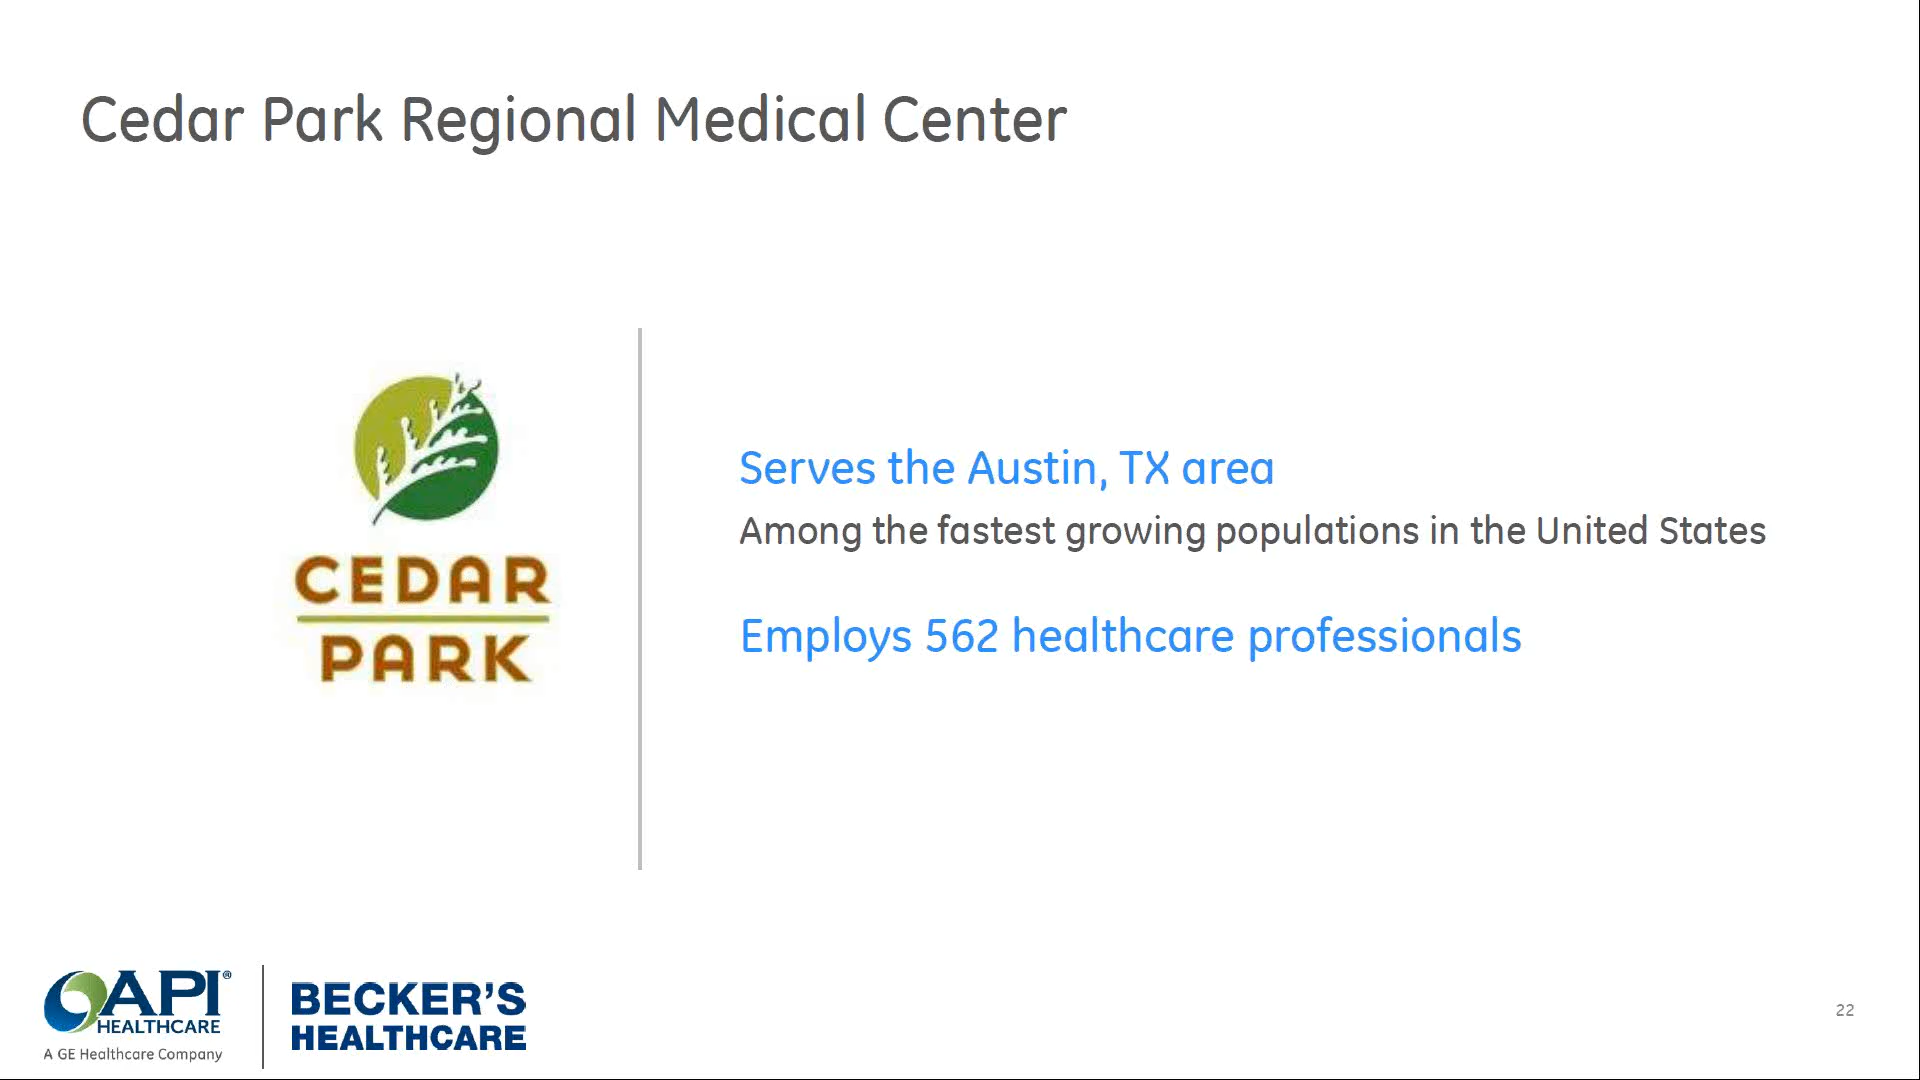 Cedar Park Regional Medical Center
CEDAR
PARK
Serves the Austin, TX area
Among the fastest growing populations in the United States
Employs 562 healthcare professionals
API®
HEALTHCARE
A GE Healthcare Company
BECKER'S
HEALTHCARE
22